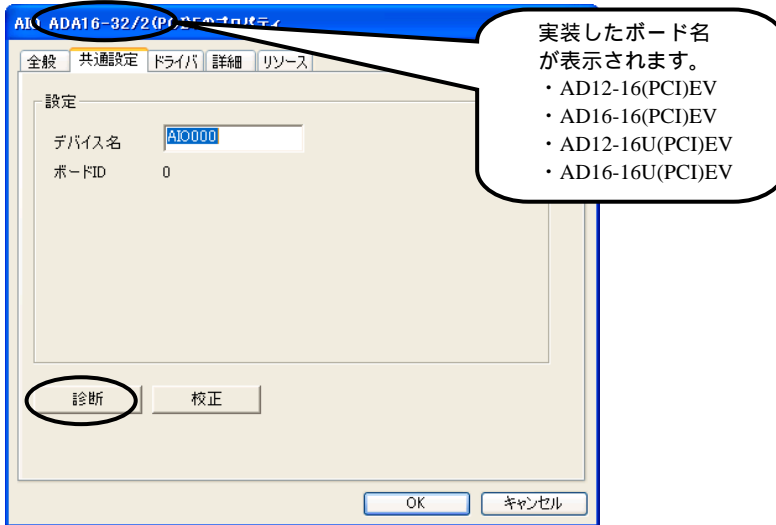 AIO ADA16-32/2(PCI)Fのプロパティ
実装したボード名
が表示されます。
・AD12-16(PCI)EV
・AD16-16(PCI)EV
・AD12-16U(PCI)EV
・AD16-16U(PCI)EV
全般 共通設定 ドライバ 詳細 リソース
設定
デバイス名 AIO000
ボードID 0
診断 校正
OK キャンセル